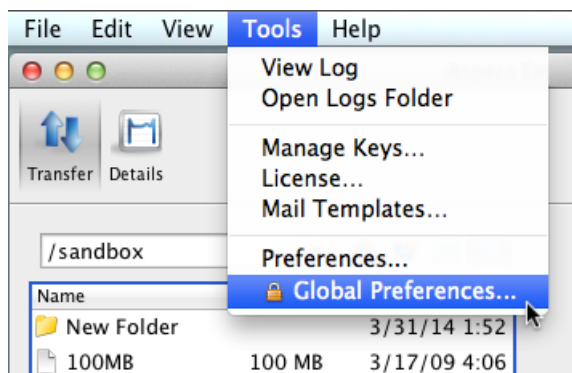 File Edit View Tools Help
View Log
Open Logs Folder
Manage Keys...
License...
Mail Templates...
Preferences...
Global Preferences...
Transfer Details
/sandbox
Name
New Folder 3/31/14 1:52
100MB 100 MB 3/17/09 4:06